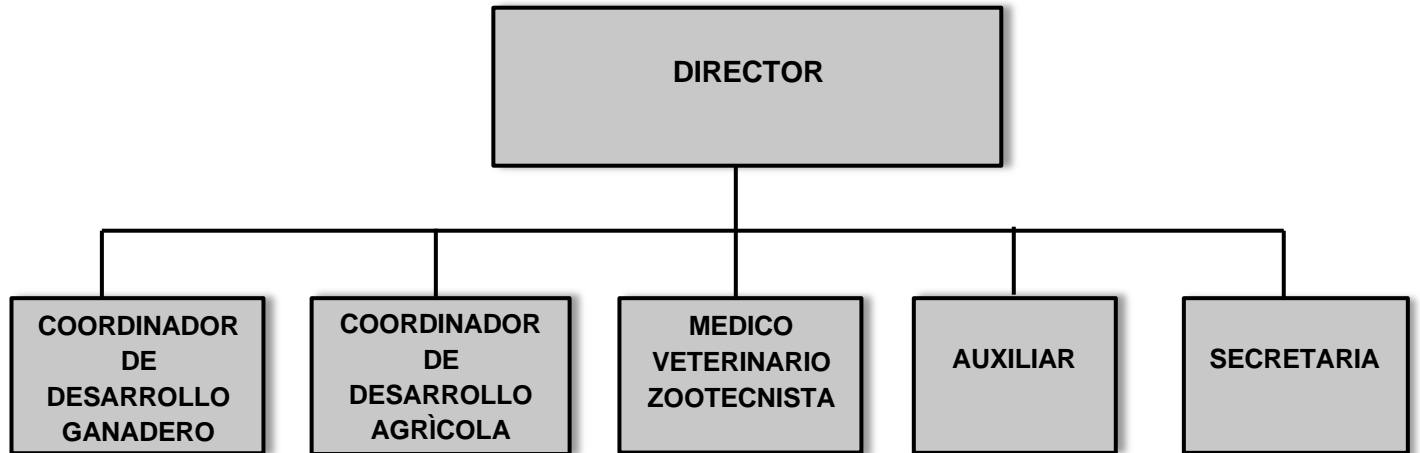 DIRECTOR
COORDINADOR
DE
DESARROLLO
GANADERO
COORDINADOR
DE
DESARROLLO
AGRÌCOLA
MEDICO
VETERINARIO
ZOOTECNISTA
AUXILIAR
SECRETARIA